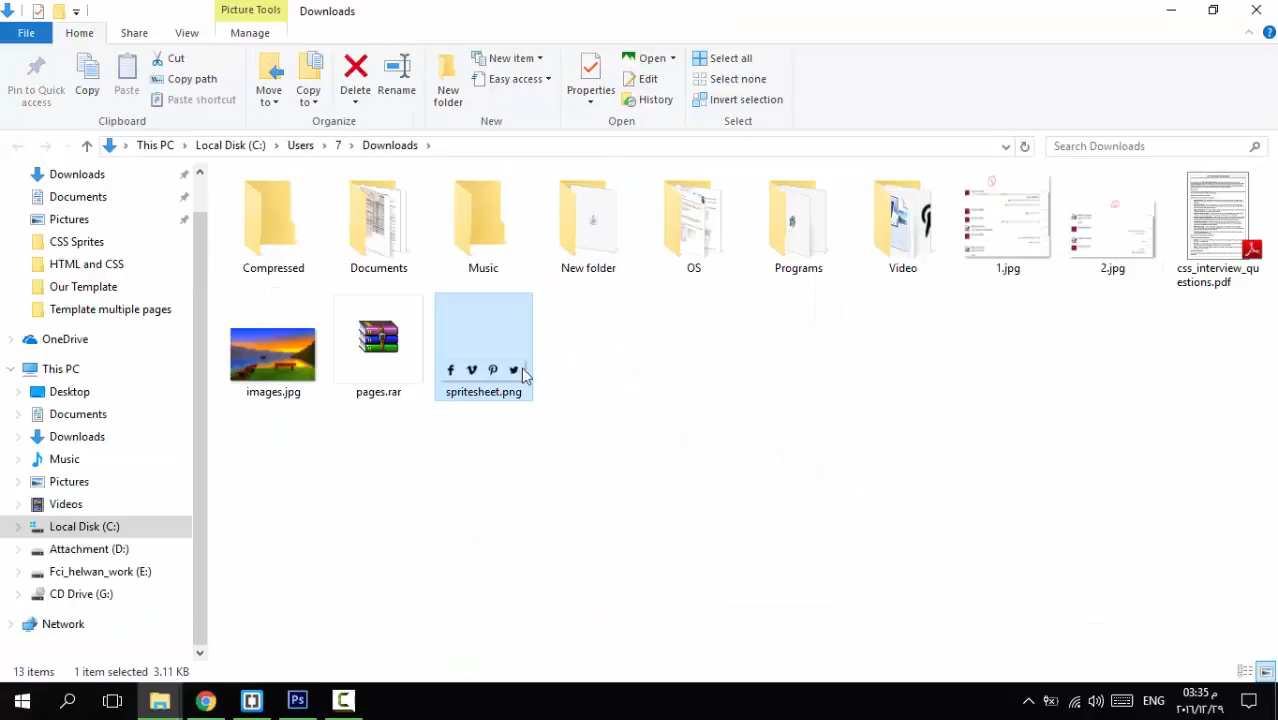 Picture Tools
Downloads
File
Home
Share
View
Manage
Pin to Quick access
Copy
Paste
Cut
Copy path
Paste shortcut
Clipboard
Move to
Copy to
Delete
Rename
Organize
New folder
New item
Easy access
New
Properties
Open
Edit
History
Open
Select all
Select none
Invert selection
Select
This PC
Local Disk (C:)
Users
7
Downloads
Search Downloads
Downloads
Documents
Pictures
CSS Sprites
HTML and CSS
Our Template
Template multiple pages
OneDrive
This PC
Desktop
Documents
Downloads
Music
Pictures
Videos
Local Disk (C:)
Attachment (D:)
Fci_helwan_work (E:)
CD Drive (G:)
Network
Compressed
Documents
Music
New folder
OS
Programs
Video
1.jpg
2.jpg
css_interview_qu
estions.pdf
images.jpg
pages.rar
spritesheet.png
13 items
1 item selected 3.11 KB
Ps
ENG
03:35 م
٢٠١٦/١٢/٢٩